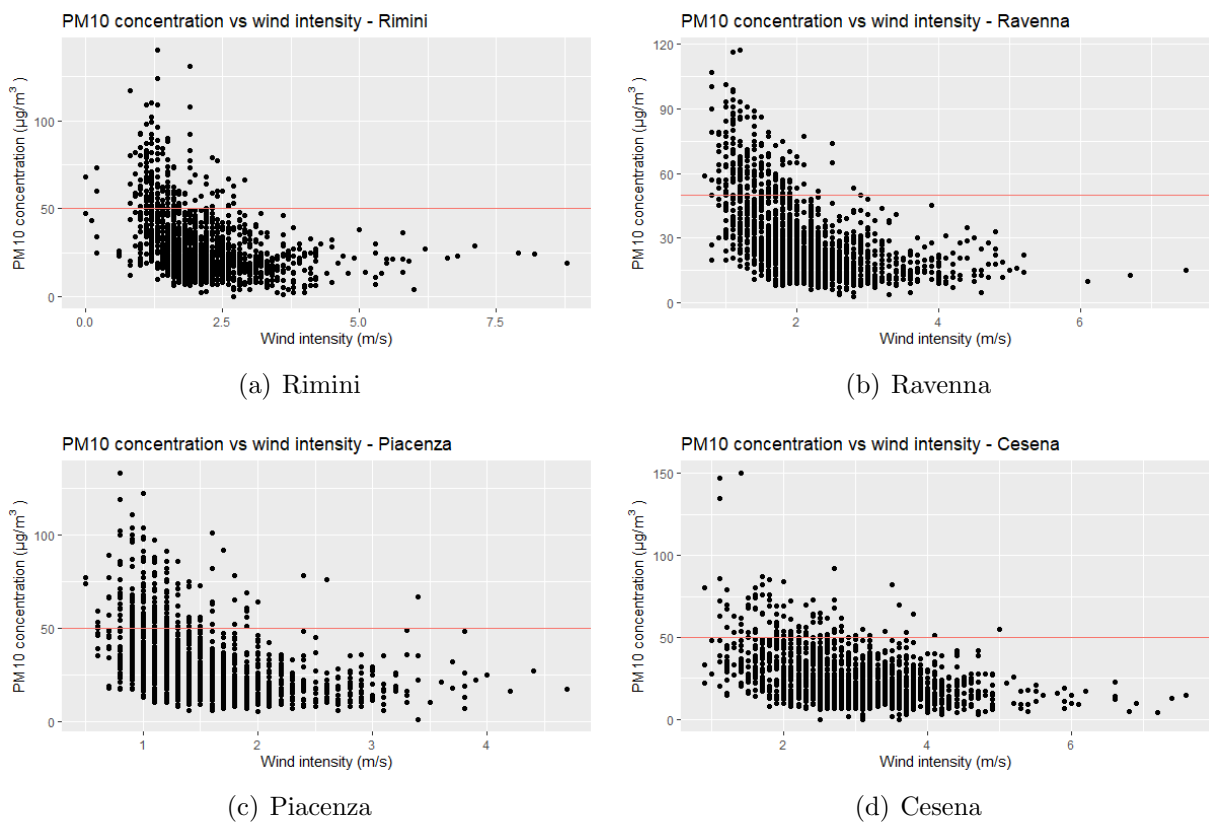 PM10 concentration vs wind intensity - Rimini
PM10 concentration (µg/m³ )
100
50
0
0.0 2.5 5.0 7.5
Wind intensity (m/s)
(a) Rimini
PM10 concentration vs wind intensity - Ravenna
PM10 concentration (µg/m³ )
120
90
60
30
0
2 4 6
Wind intensity (m/s)
(b) Ravenna
PM10 concentration vs wind intensity - Piacenza
PM10 concentration (µg/m³ )
100
50
0
1 2 3 4
Wind intensity (m/s)
(c) Piacenza
PM10 concentration vs wind intensity - Cesena
PM10 concentration (µg/m³ )
150
100
50
0
2 4 6
Wind intensity (m/s)
(d) Cesena